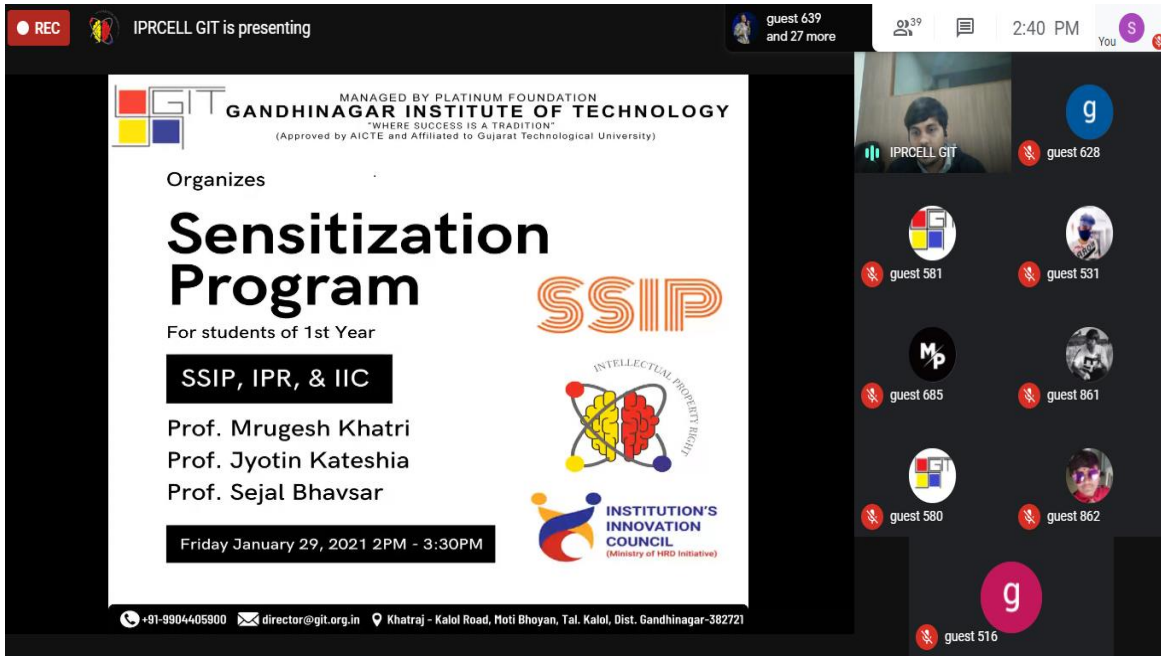 REC
IPRCELL GIT is presenting
guest 639
and 27 more
39
2:40 PM
You
S
GIT
MANAGED BY PLATINUM FOUNDATION
GANDHINAGAR INSTITUTE OF TECHNOLOGY
"WHERE SUCCESS IS A TRADITION"
(Approved by AICTE and Affiliated to Gujarat Technological University)
Organizes
Sensitization
Program
For students of 1st Year
SSIP, IPR, & IIC
Prof. Mrugesh Khatri
Prof. Jyotin Kateshia
Prof. Sejal Bhavsar
Friday January 29, 2021 2PM - 3:30PM
SSIP
INTELLECTUAL PROPERTY RIGHT
INSTITUTION'S
INNOVATION
COUNCIL
(Ministry of HRD Initiative)
+91-9904405900 director@git.org.in Khatraj - Kalol Road, Moti Bhoyan, Tal. Kalol, Dist. Gandhinagar-382721
IPRCELL GIT
g
guest 628
GIT
guest 581
guest 531
M/P
guest 685
guest 861
GIT
guest 580
guest 862
g
guest 516